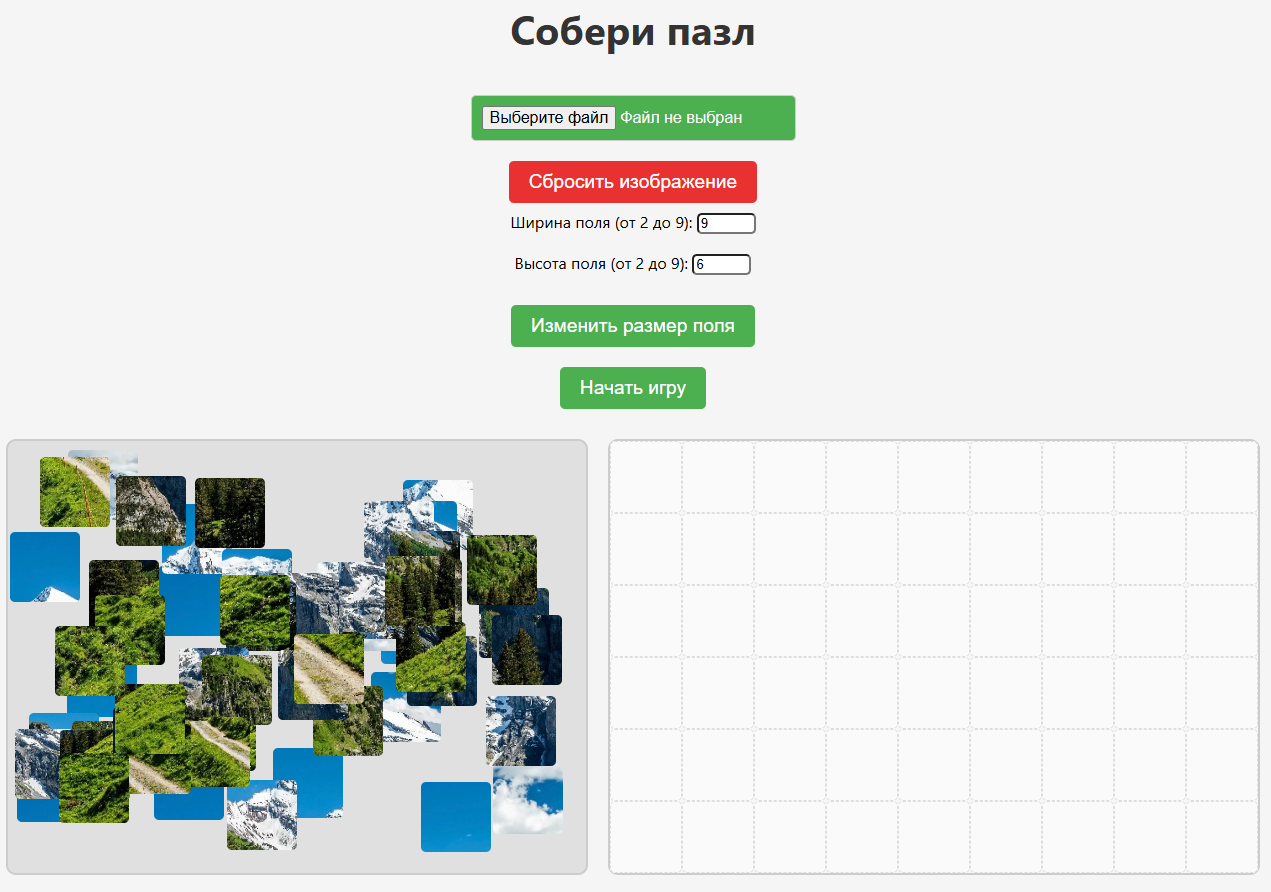 Собери пазл
Выберите файл Файл не выбран
Сбросить изображение
Ширина поля (от 2 до 9): 9
Высота поля (от 2 до 9): 6
Изменить размер поля
Начать игру